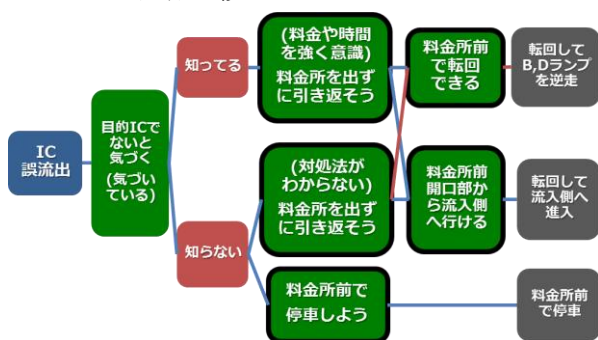 IC
誤流出
目的ICで
ないと
気づく
(気づいて
いる)
知ってる
知らない
(料金や時間
を強く意識)
料金所を出ず
に引き返そう
(対処法が
わからない)
料金所を出ず
に引き返そう
料金所前で
停車しよう
料金所前
で転回
できる
料金所前
開口部か
ら流入側
へ行ける
転回して
B,Dランプ
を逆走
転回して
流入側へ
進入
料金所前
で停車